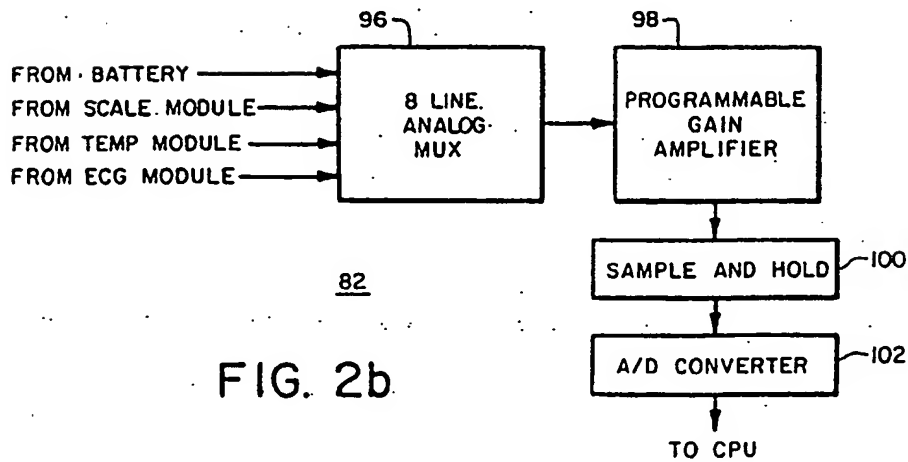 96
98
FROM BATTERY
FROM SCALE MODULE
FROM TEMP MODULE
FROM ECG MODULE
8 LINE
ANALOG
MUX
PROGRAMMABLE
GAIN
AMPLIFIER
SAMPLE AND HOLD
100
82
A/D CONVERTER
102
FIG. 2b
TO CPU